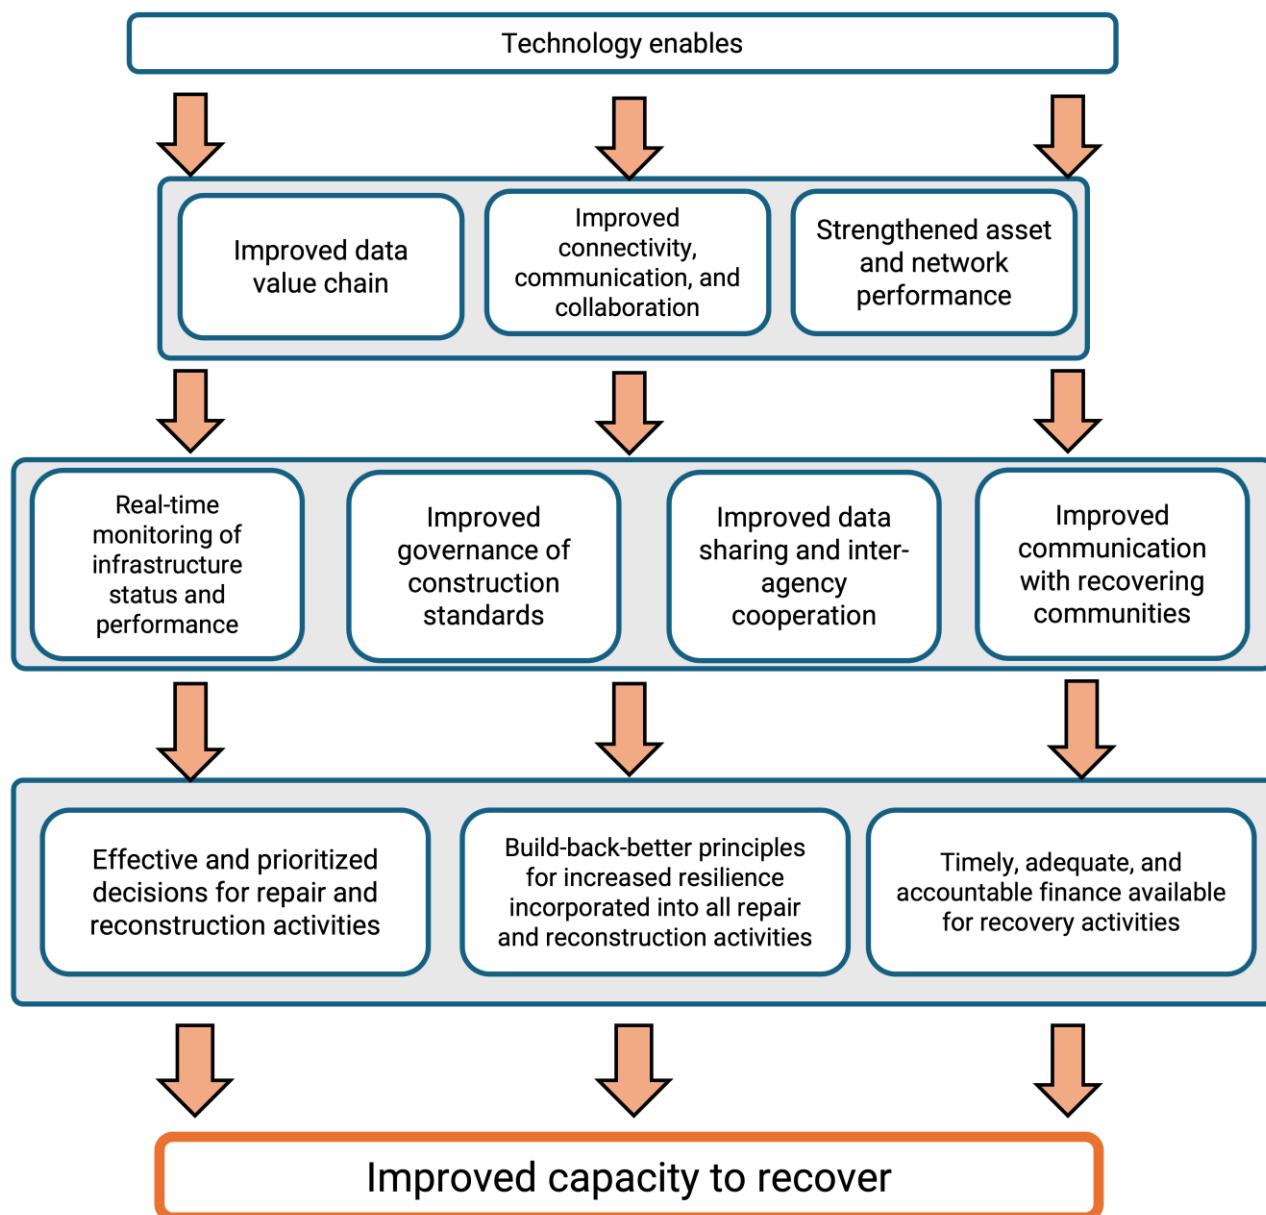 Technology enables
Improved data
value chain
Improved
connectivity,
communication, and
collaboration
Strengthened asset
and network
performance
Real-time
monitoring of
infrastructure
status and
performance
Improved
governance of
construction
standards
Improved data
sharing and inter-
agency
cooperation
Improved
communication
with recovering
communities
Effective and prioritized
decisions for repair and
reconstruction activities
Build-back-better principles
for increased resilience
incorporated into all repair
and reconstruction activities
Timely, adequate, and
accountable finance available
for recovery activities
Improved capacity to recover